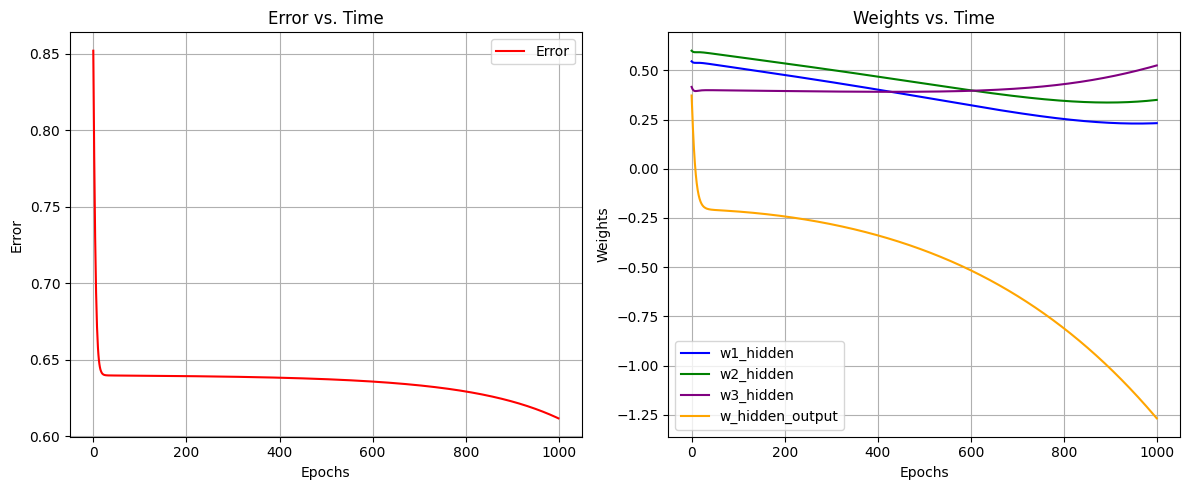 Error vs. Time
Error
0.85
0.80
0.75
0.70
0.65
0.60
Error
0
200
400
600
800
1000
Epochs
Weights vs. Time
0.50
0.25
0.00
−0.25
−0.50
−0.75
−1.00
−1.25
Weights
w1_hidden
w2_hidden
w3_hidden
w_hidden_output
0
200
400
600
800
1000
Epochs